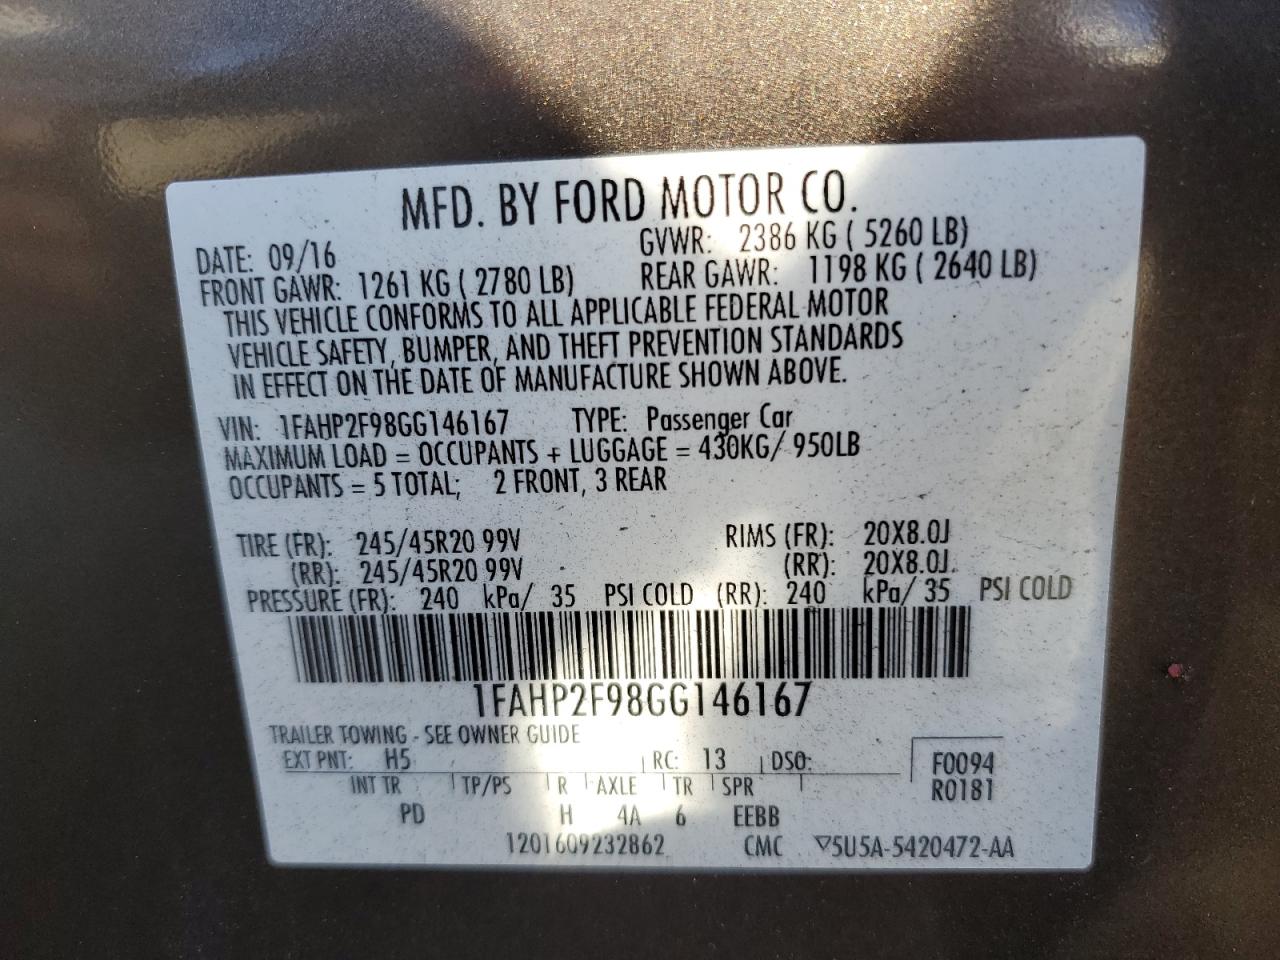 MFD. BY FORD MOTOR CO.
DATE: 09/16 GVWR: 2386 KG ( 5260 LB)
FRONT GAWR: 1261 KG ( 2780 LB) REAR GAWR: 1198 KG ( 2640 LB)
THIS VEHICLE CONFORMS TO ALL APPLICABLE FEDERAL MOTOR
VEHICLE SAFETY, BUMPER, AND THEFT PREVENTION STANDARDS
IN EFFECT ON THE DATE OF MANUFACTURE SHOWN ABOVE.
VIN: 1FAHP2F98GG146167 TYPE: Passenger Car
MAXIMUM LOAD = OCCUPANTS + LUGGAGE = 430KG/ 950LB
OCCUPANTS = 5 TOTAL; 2 FRONT, 3 REAR
TIRE (FR): 245/45R20 99V RIMS (FR): 20X8.0J
(RR): 245/45R20 99V (RR): 20X8.0J
PRESSURE (FR): 240 kPa/ 35 PSI COLD (RR): 240 kPa/ 35 PSI COLD
1FAHP2F98GG146167
TRAILER TOWING - SEE OWNER GUIDE
EXT PNT: H5 RC: 13 DSO: F0094
INT TR TP/PS R AXLE TR SPR R0181
PD H 4A 6 EEBB
1201609232862 CMC ▽5U5A-5420472-AA